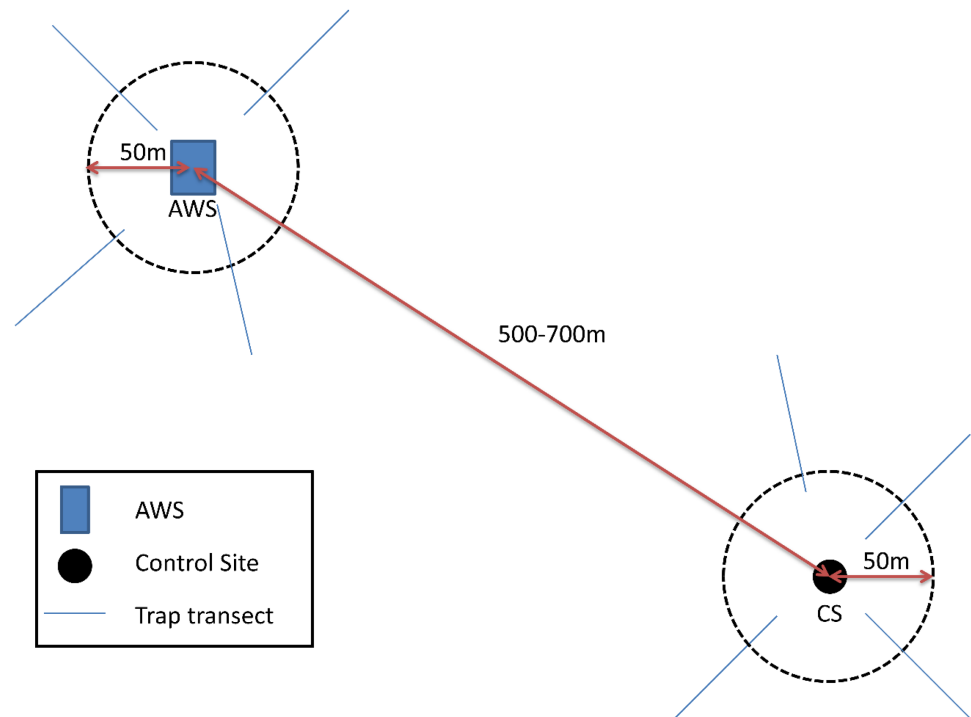 50m
AWS
500-700m
50m
CS
AWS
Control Site
Trap transect